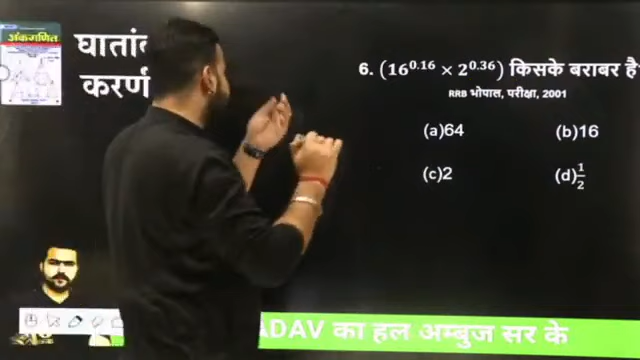 अंकगणित
घातां
करणी
6. (16^0.16 × 2^0.36) किसके बराबर है
RRB भोपाल, परीक्षा, 2001
(a)64
(b)16
(c)2
(d)1/2
ADAV का हल अम्बुज सर के